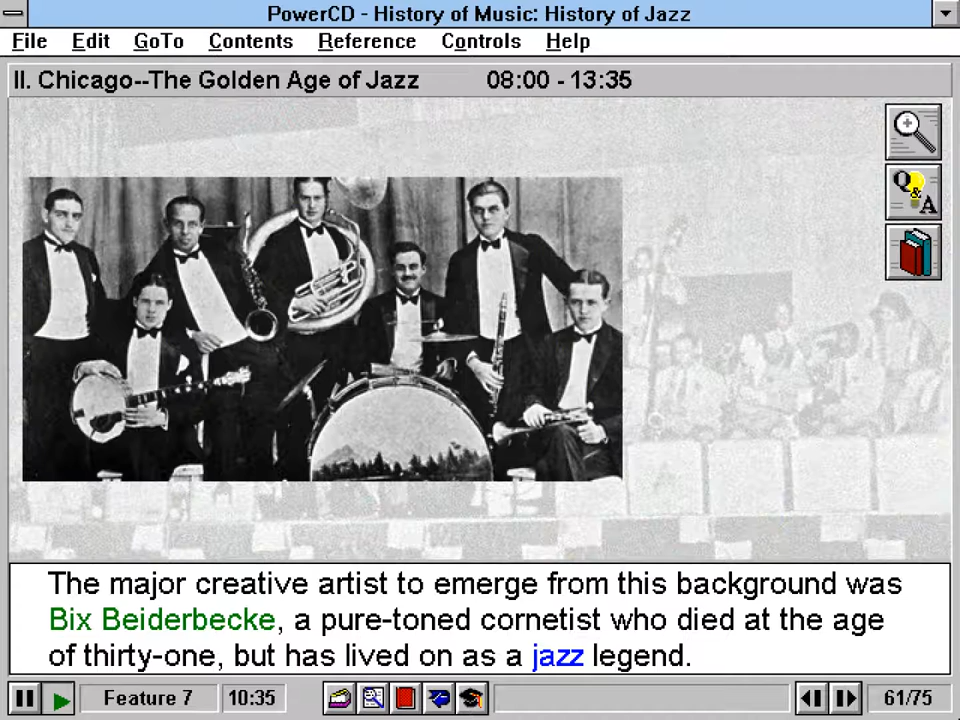 PowerCD - History of Music: History of Jazz
File Edit GoTo Contents Reference Controls Help
II. Chicago--The Golden Age of Jazz 08:00 - 13:35
Q & A
The major creative artist to emerge from this background was
Bix Beiderbecke, a pure-toned cornetist who died at the age
of thirty-one, but has lived on as a jazz legend.
Feature 7 10:35 61/75